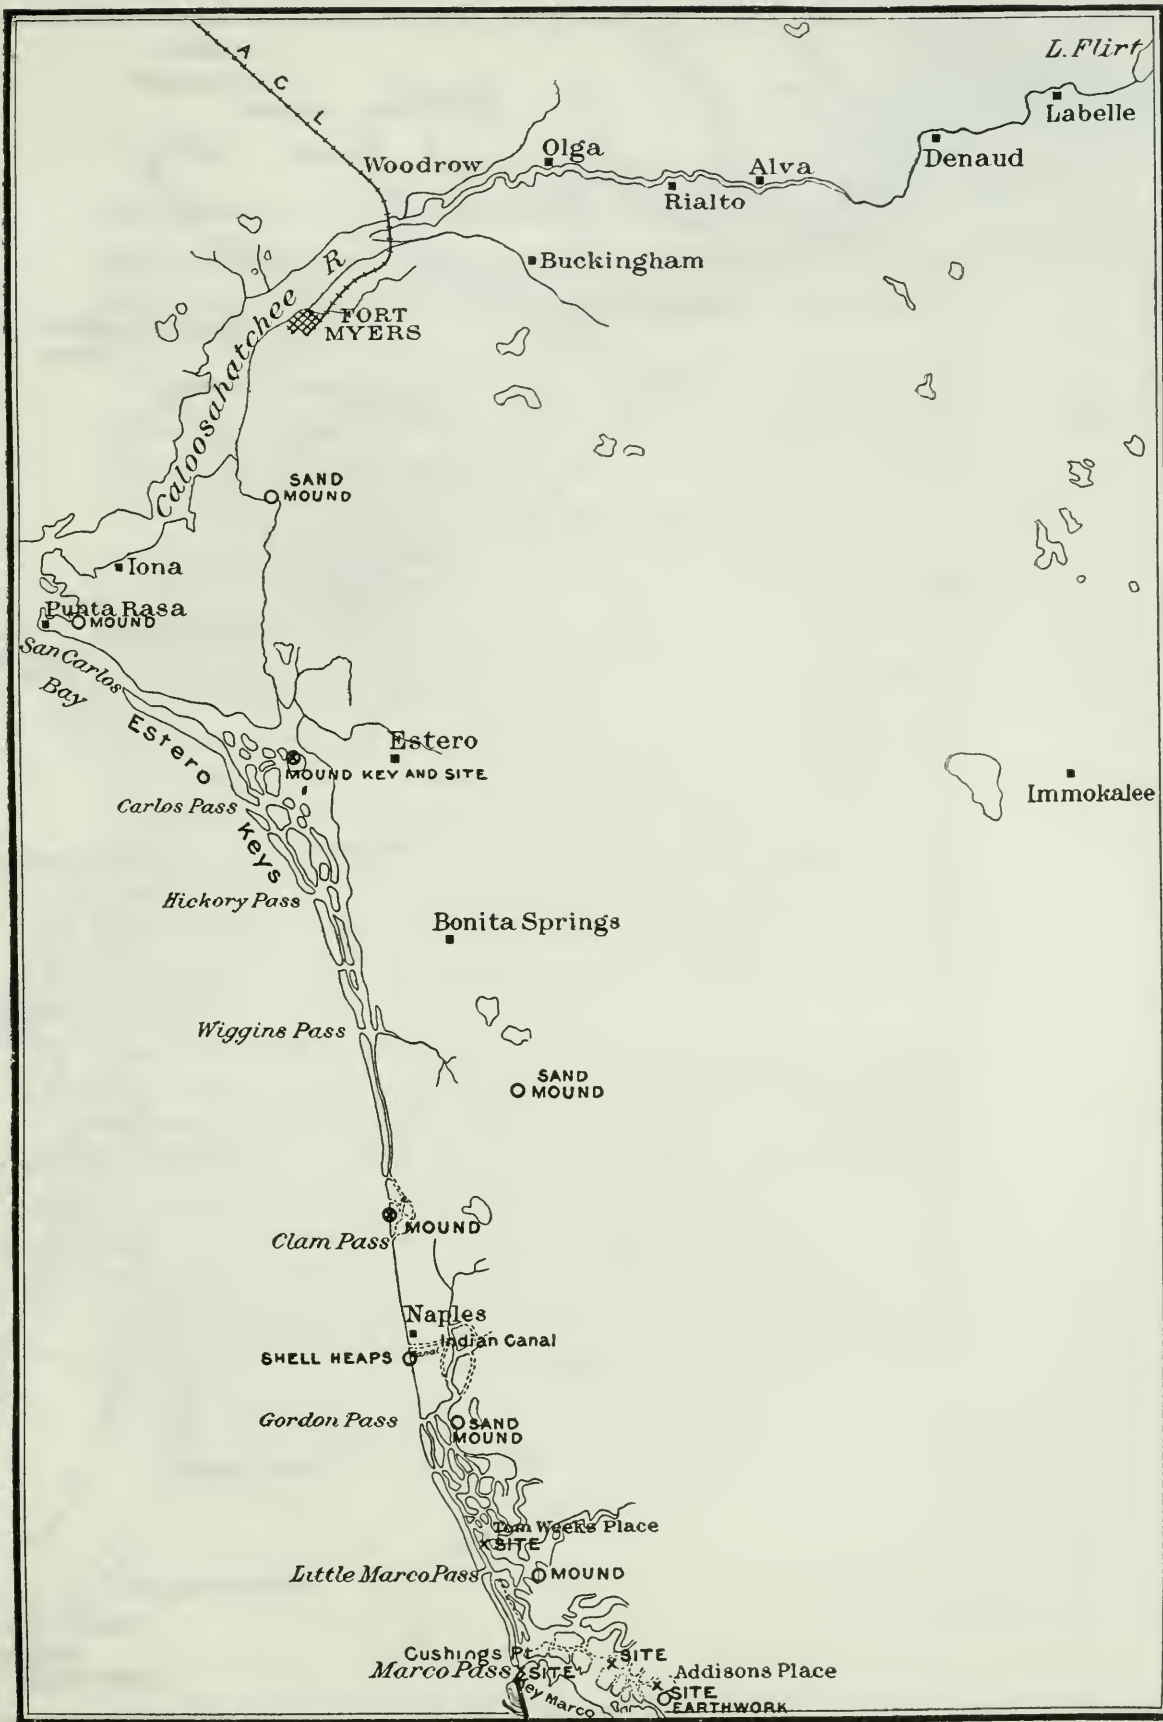 L. Flirt
A C L
Labelle
Woodrow
Olga
Alva
Denaud
Rialto
Buckingham
Caloosahatchee R
FORT
MYERS
SAND
MOUND
Iona
Punta Rasa
MOUND
San Carlos
Bay
Estero
Keys
Estero
MOUND KEY AND SITE
Immokalee
Carlos Pass
Hickory Pass
Bonita Springs
Wiggins Pass
SAND
MOUND
MOUND
Clam Pass
Naples
Indian Canal
Canal
SHELL HEAPS
Gordon Pass
SAND
MOUND
Tom Weeks Place
SITE
Little Marco Pass
MOUND
Cushings Pt
SITE
Marco Pass
SITE
Addisons Place
SITE
EARTHWORK
Key Marco